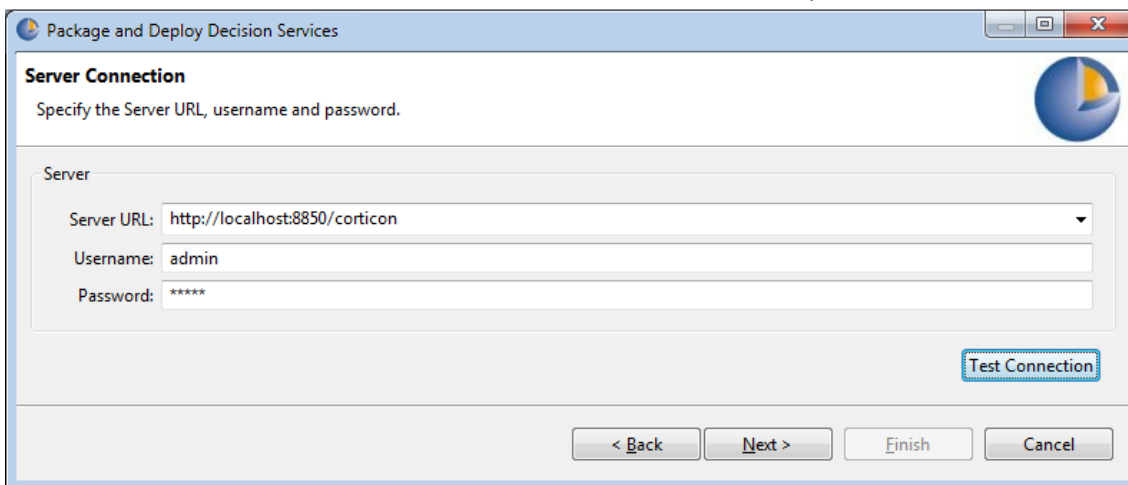 Package and Deploy Decision Services
Server Connection
Specify the Server URL, username and password.
Server
Server URL: http://localhost:8850/corticon
Username: admin
Password: *****
Test Connection
< Back Next > Finish Cancel